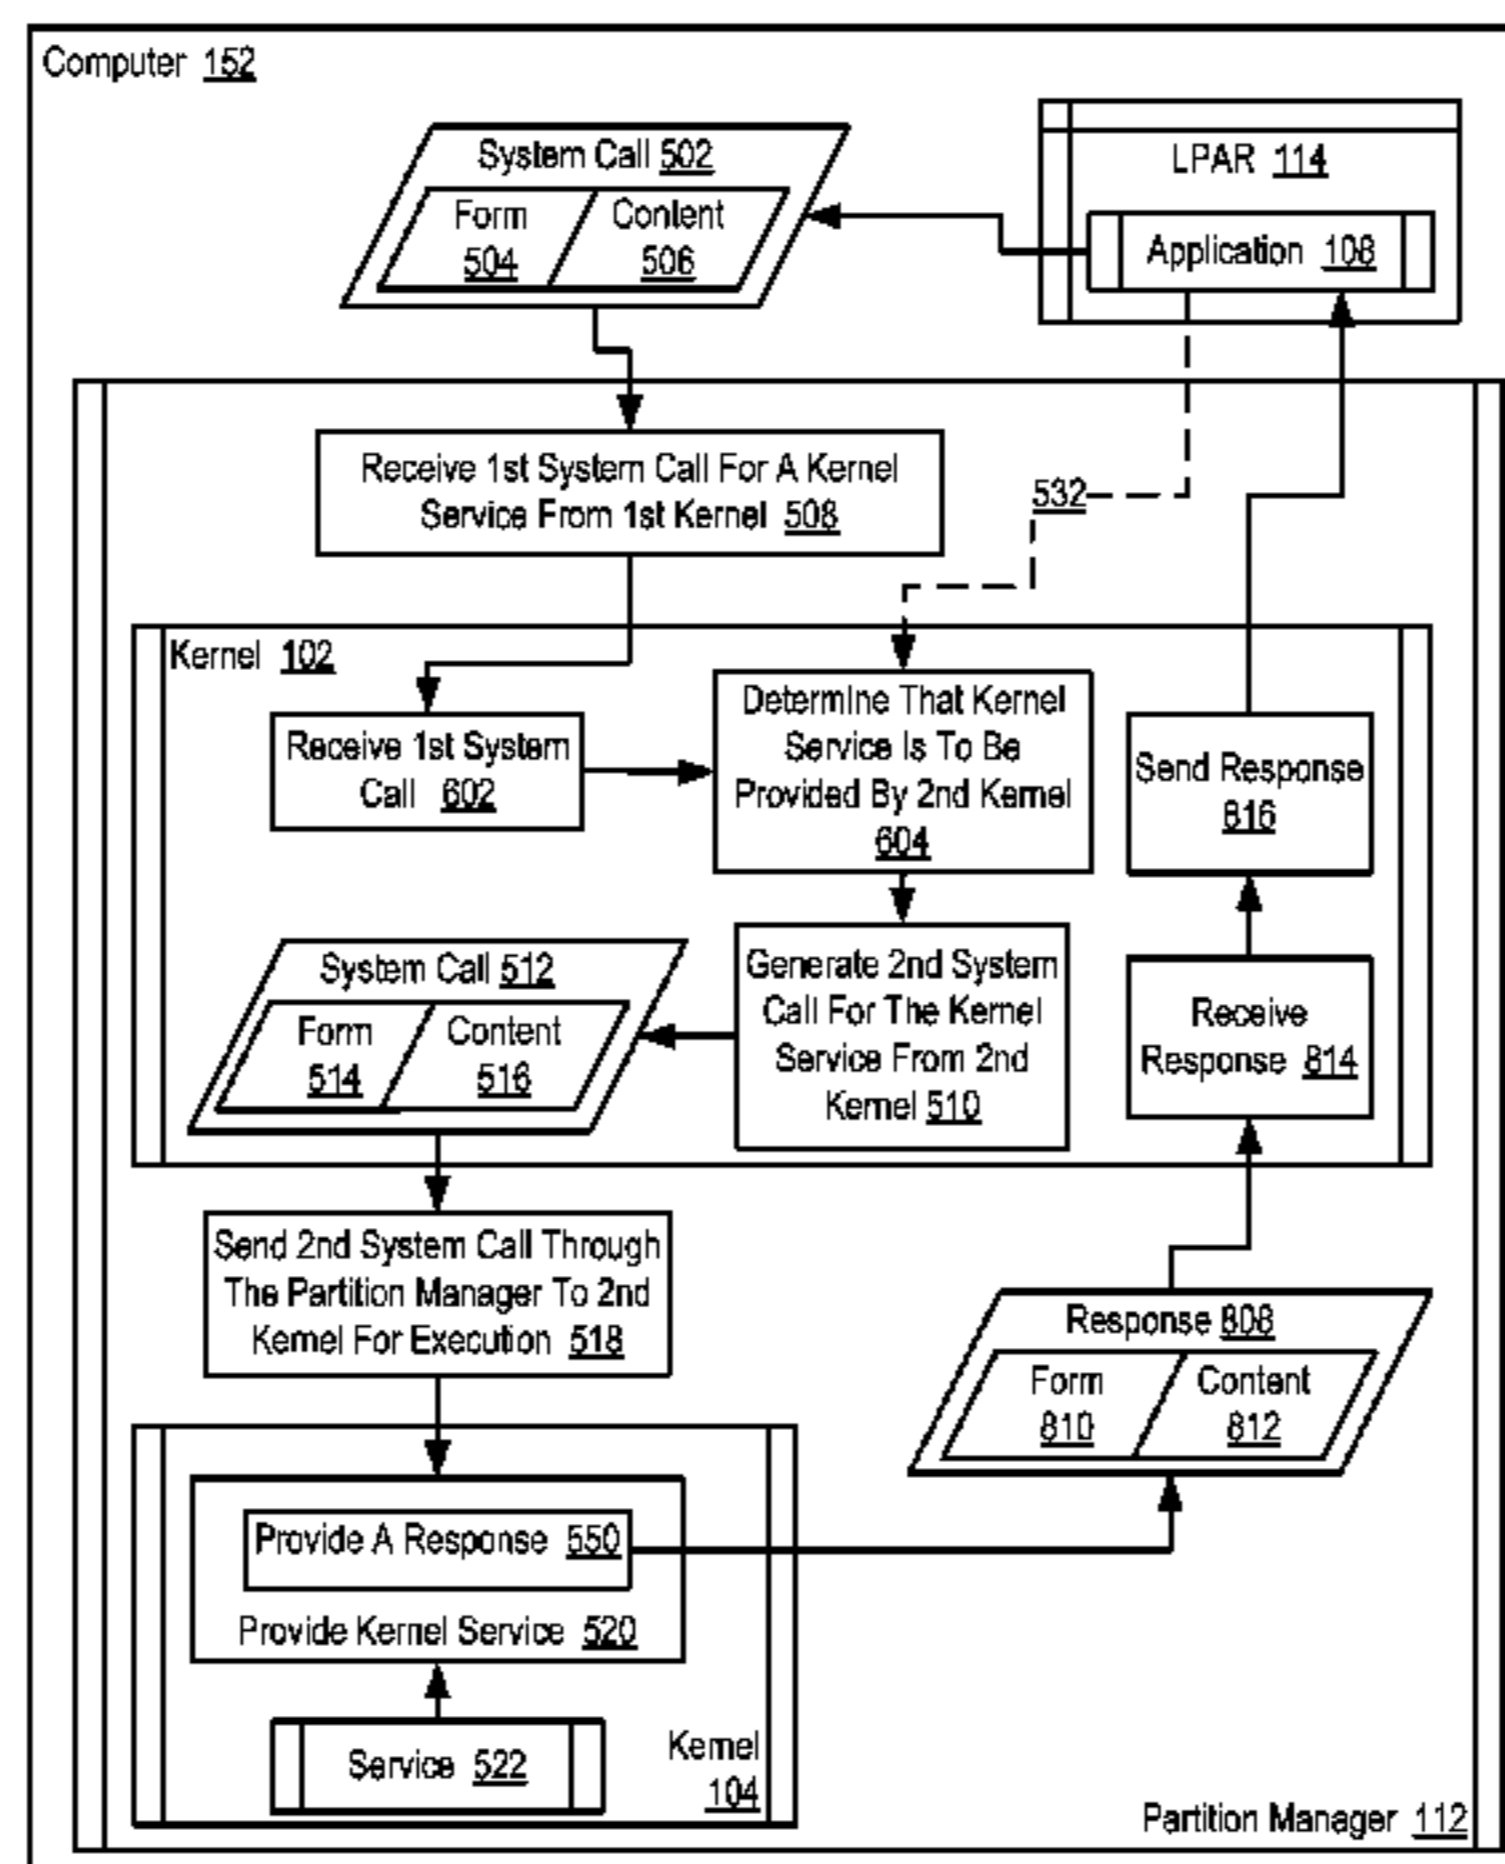 Computer 152
System Call 502
Form
504
Content
506
LPAR 114
Application 108
Receive 1st System Call For A Kernel
Service From 1st Kernel 508
532
Kernel 102
Receive 1st System
Call 602
Determine That Kernel
Service Is To Be
Provided By 2nd Kernel
604
Send Response
816
System Call 512
Form
514
Content
516
Generate 2nd System
Call For The Kernel
Service From 2nd
Kernel 510
Receive
Response 814
Send 2nd System Call Through
The Partition Manager To 2nd
Kernel For Execution 518
Response 808
Form
810
Content
812
Provide A Response 550
Provide Kernel Service 520
Service 522
Kernel
104
Partition Manager 112